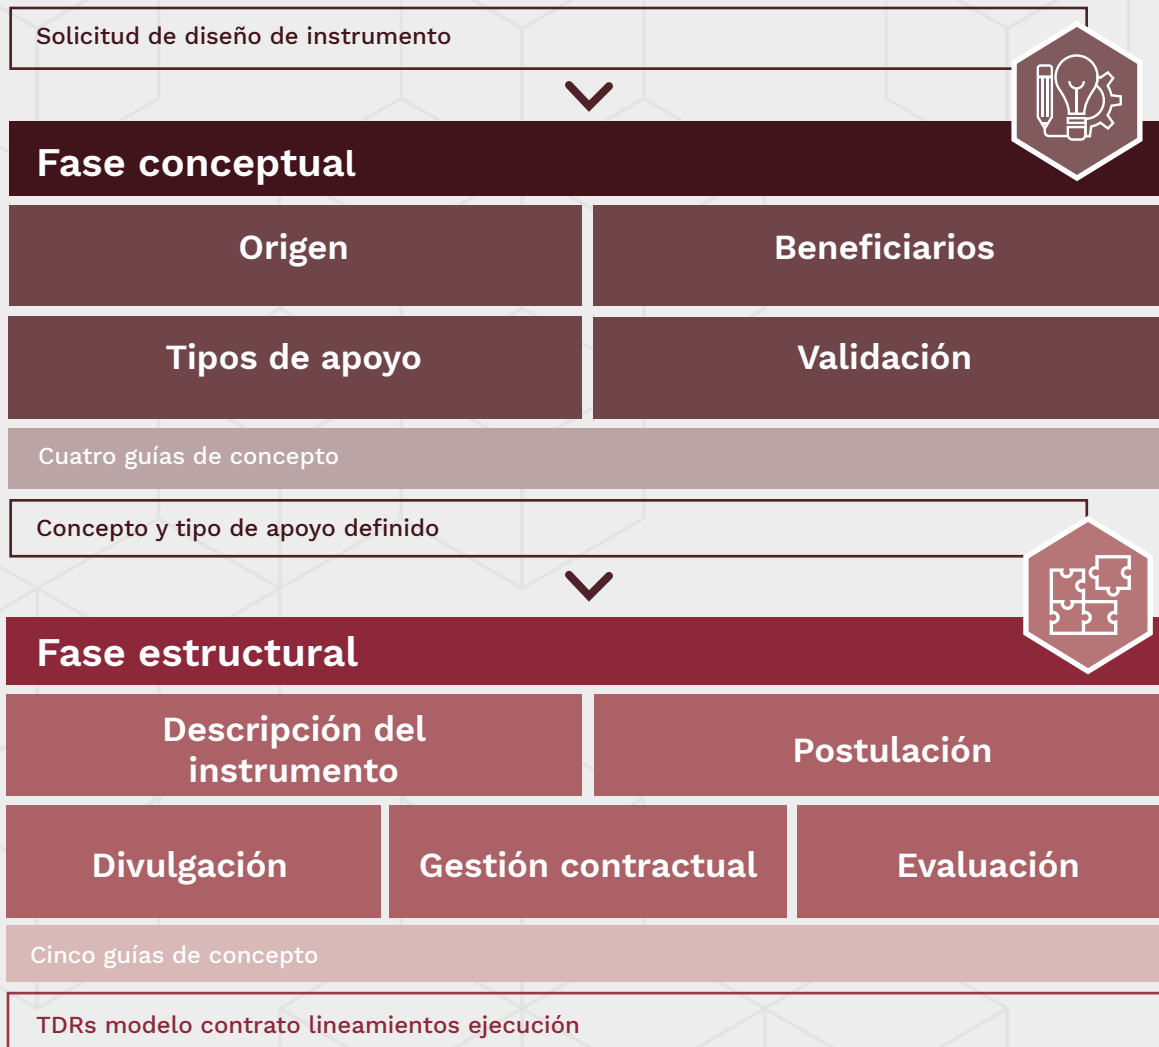 Solicitud de diseño de instrumento
Fase conceptual
Origen
Beneficiarios
Tipos de apoyo
Validación
Cuatro guías de concepto
Concepto y tipo de apoyo definido
Fase estructural
Descripción del
instrumento
Postulación
Divulgación
Gestión contractual
Evaluación
Cinco guías de concepto
TDRs modelo contrato lineamientos ejecución